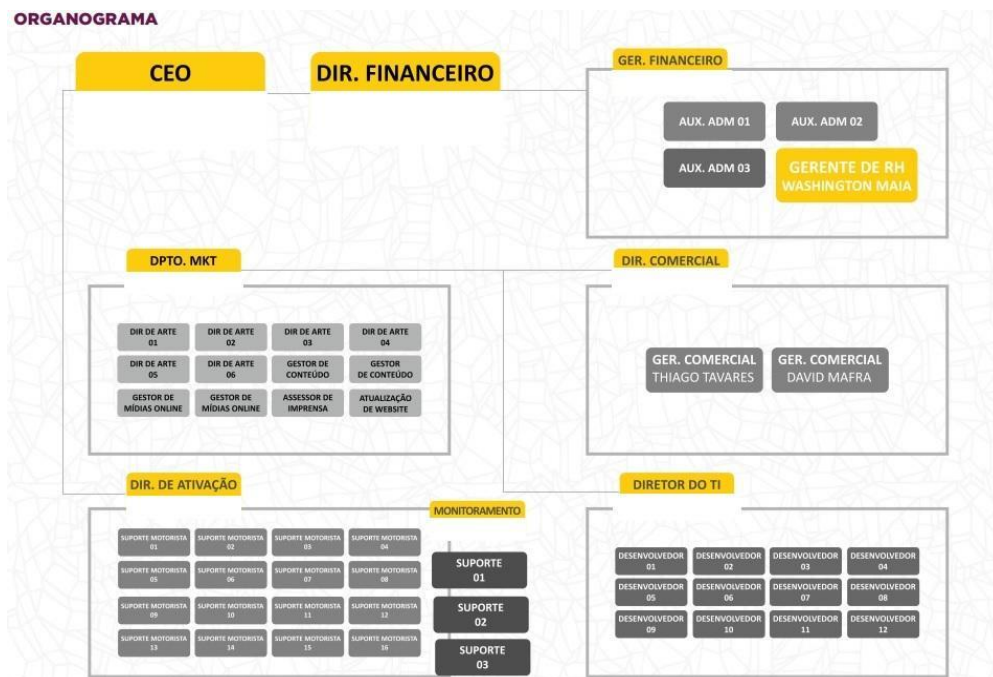 ORGANOGRAMA
CEO
DIR. FINANCEIRO
GER. FINANCEIRO
AUX. ADM 01
AUX. ADM 02
AUX. ADM 03
GERENTE DE RH
WASHINGTON MAIA
DPTO. MKT
DIR DE ARTE
01
DIR DE ARTE
02
DIR DE ARTE
03
DIR DE ARTE
04
DIR DE ARTE
05
DIR DE ARTE
06
GESTOR DE
CONTEÚDO
GESTOR
DE CONTEÚDO
GESTOR DE
MÍDIAS ONLINE
GESTOR DE
MÍDIAS ONLINE
ASSESSOR DE
IMPRENSA
ATUALIZAÇÃO
DE WEBSITE
DIR. COMERCIAL
GER. COMERCIAL
THIAGO TAVARES
GER. COMERCIAL
DAVID MAFRA
DIR. DE ATIVAÇÃO
SUPORTE MOTORISTA
01
SUPORTE MOTORISTA
02
SUPORTE MOTORISTA
03
SUPORTE MOTORISTA
04
SUPORTE MOTORISTA
05
SUPORTE MOTORISTA
06
SUPORTE MOTORISTA
07
SUPORTE MOTORISTA
08
SUPORTE MOTORISTA
09
SUPORTE MOTORISTA
10
SUPORTE MOTORISTA
11
SUPORTE MOTORISTA
12
SUPORTE MOTORISTA
13
SUPORTE MOTORISTA
14
SUPORTE MOTORISTA
15
SUPORTE MOTORISTA
16
MONITORAMENTO
SUPORTE
01
SUPORTE
02
SUPORTE
03
DIRETOR DO TI
DESENVOLVEDOR
01
DESENVOLVEDOR
02
DESENVOLVEDOR
03
DESENVOLVEDOR
04
DESENVOLVEDOR
05
DESENVOLVEDOR
06
DESENVOLVEDOR
07
DESENVOLVEDOR
08
DESENVOLVEDOR
09
DESENVOLVEDOR
10
DESENVOLVEDOR
11
DESENVOLVEDOR
12